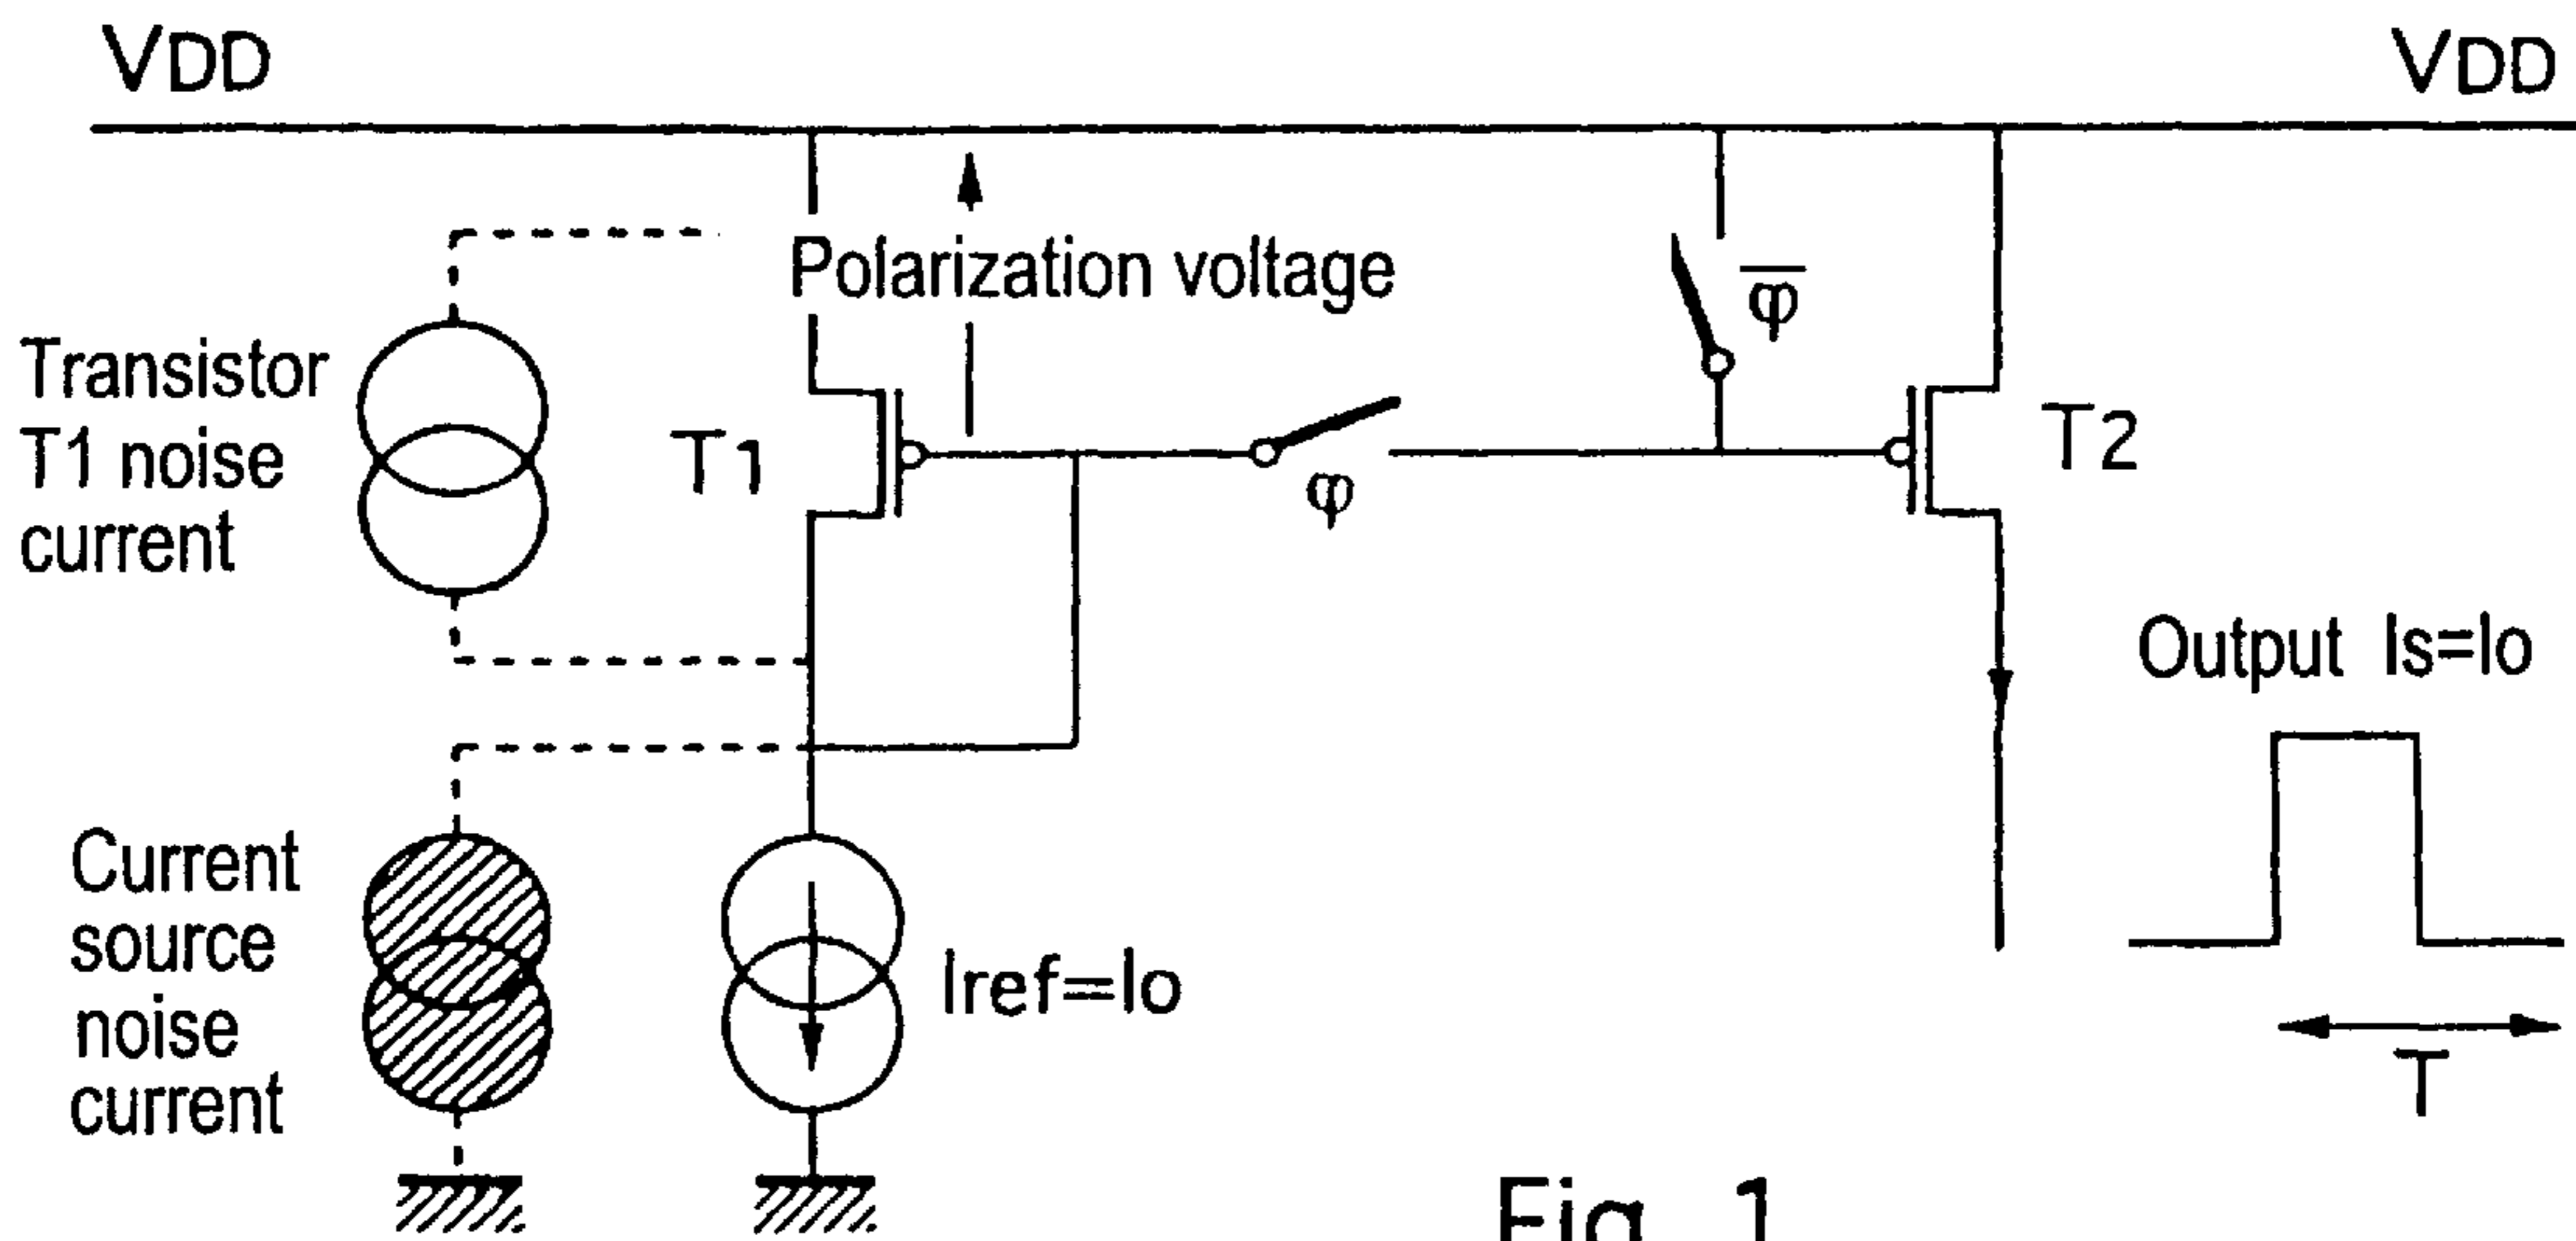 VDD
VDD
Polarization voltage
φ̅
Transistor
T1 noise
current
T1
φ
T2
Output Is=Io
Current
source
noise
current
Iref=Io
T
Fig. 1